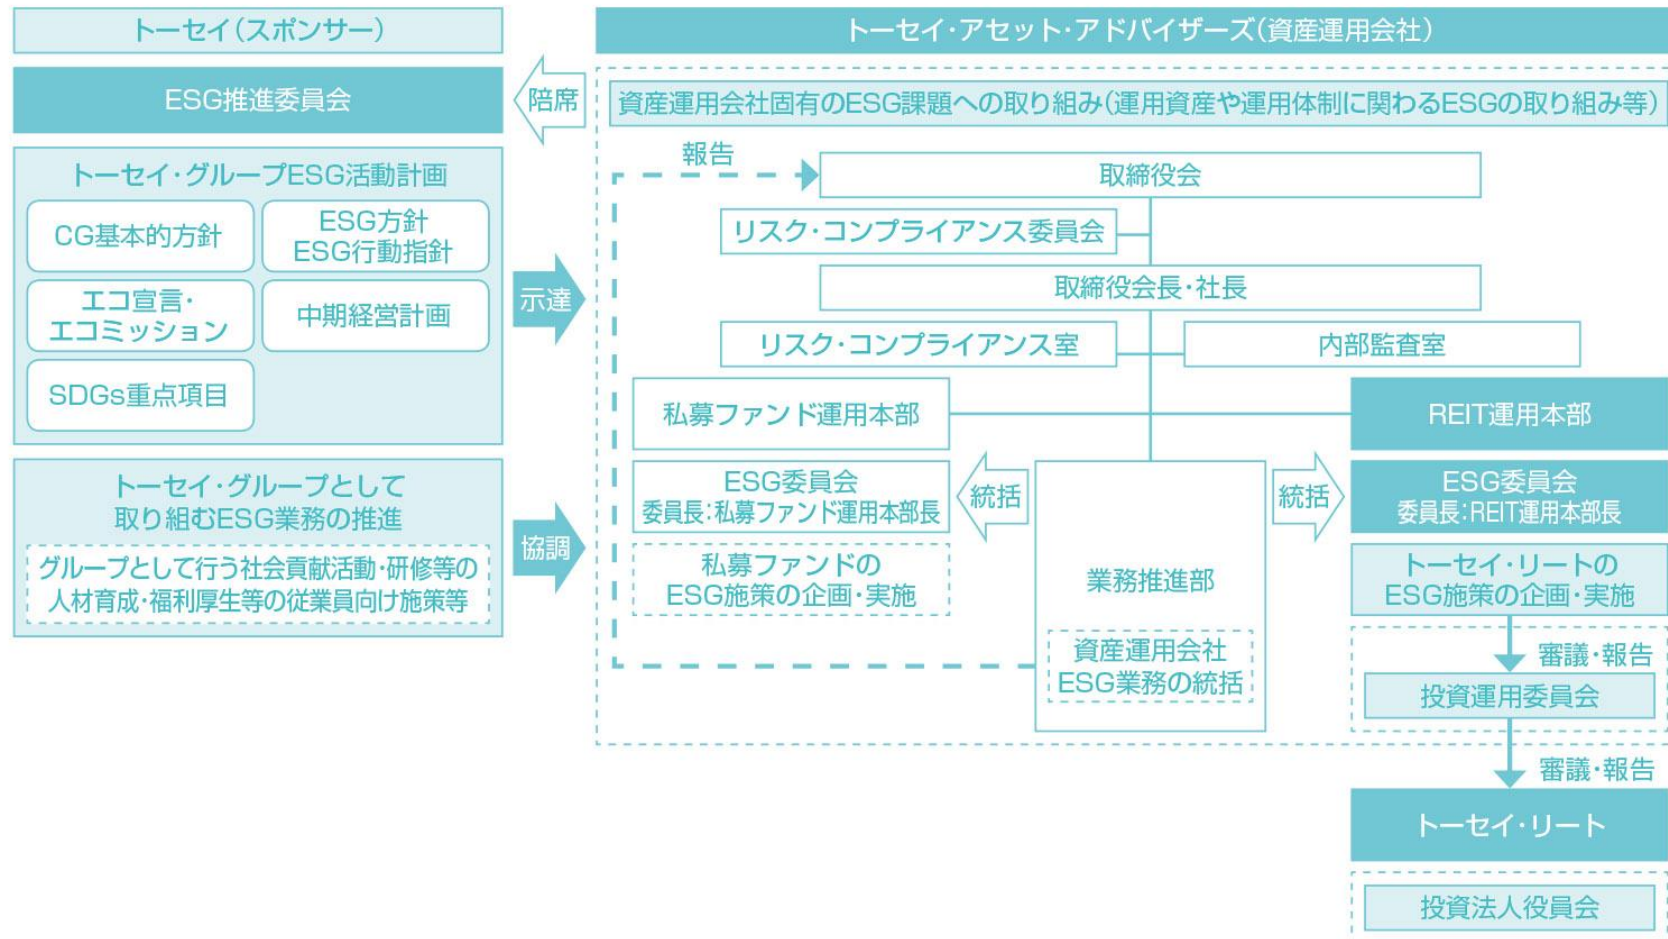 トーセイ（スポンサー）
ESG推進委員会
トーセイ･グループESG活動計画
CG基本的方針
ESG方針
ESG行動指針
エコ宣言･
エコミッション
中期経営計画
SDGs重点項目
トーセイ･グループとして
取り組むESG業務の推進
グループとして行う社会貢献活動･研修等の
人材育成･福利厚生等の従業員向け施策等
陪席
示達
協調
トーセイ･アセット･アドバイザーズ（資産運用会社）
資産運用会社固有のESG課題への取り組み（運用資産や運用体制に関わるESGの取り組み等）
報告
取締役会
リスク･コンプライアンス委員会
取締役会長･社長
リスク･コンプライアンス室
内部監査室
私募ファンド運用本部
REIT運用本部
ESG委員会
委員長：私募ファンド運用本部長
統括
統括
ESG委員会
委員長：REIT運用本部長
私募ファンドの
ESG施策の企画･実施
業務推進部
資産運用会社
ESG業務の統括
トーセイ･リートの
ESG施策の企画･実施
審議･報告
投資運用委員会
審議･報告
トーセイ･リート
投資法人役員会